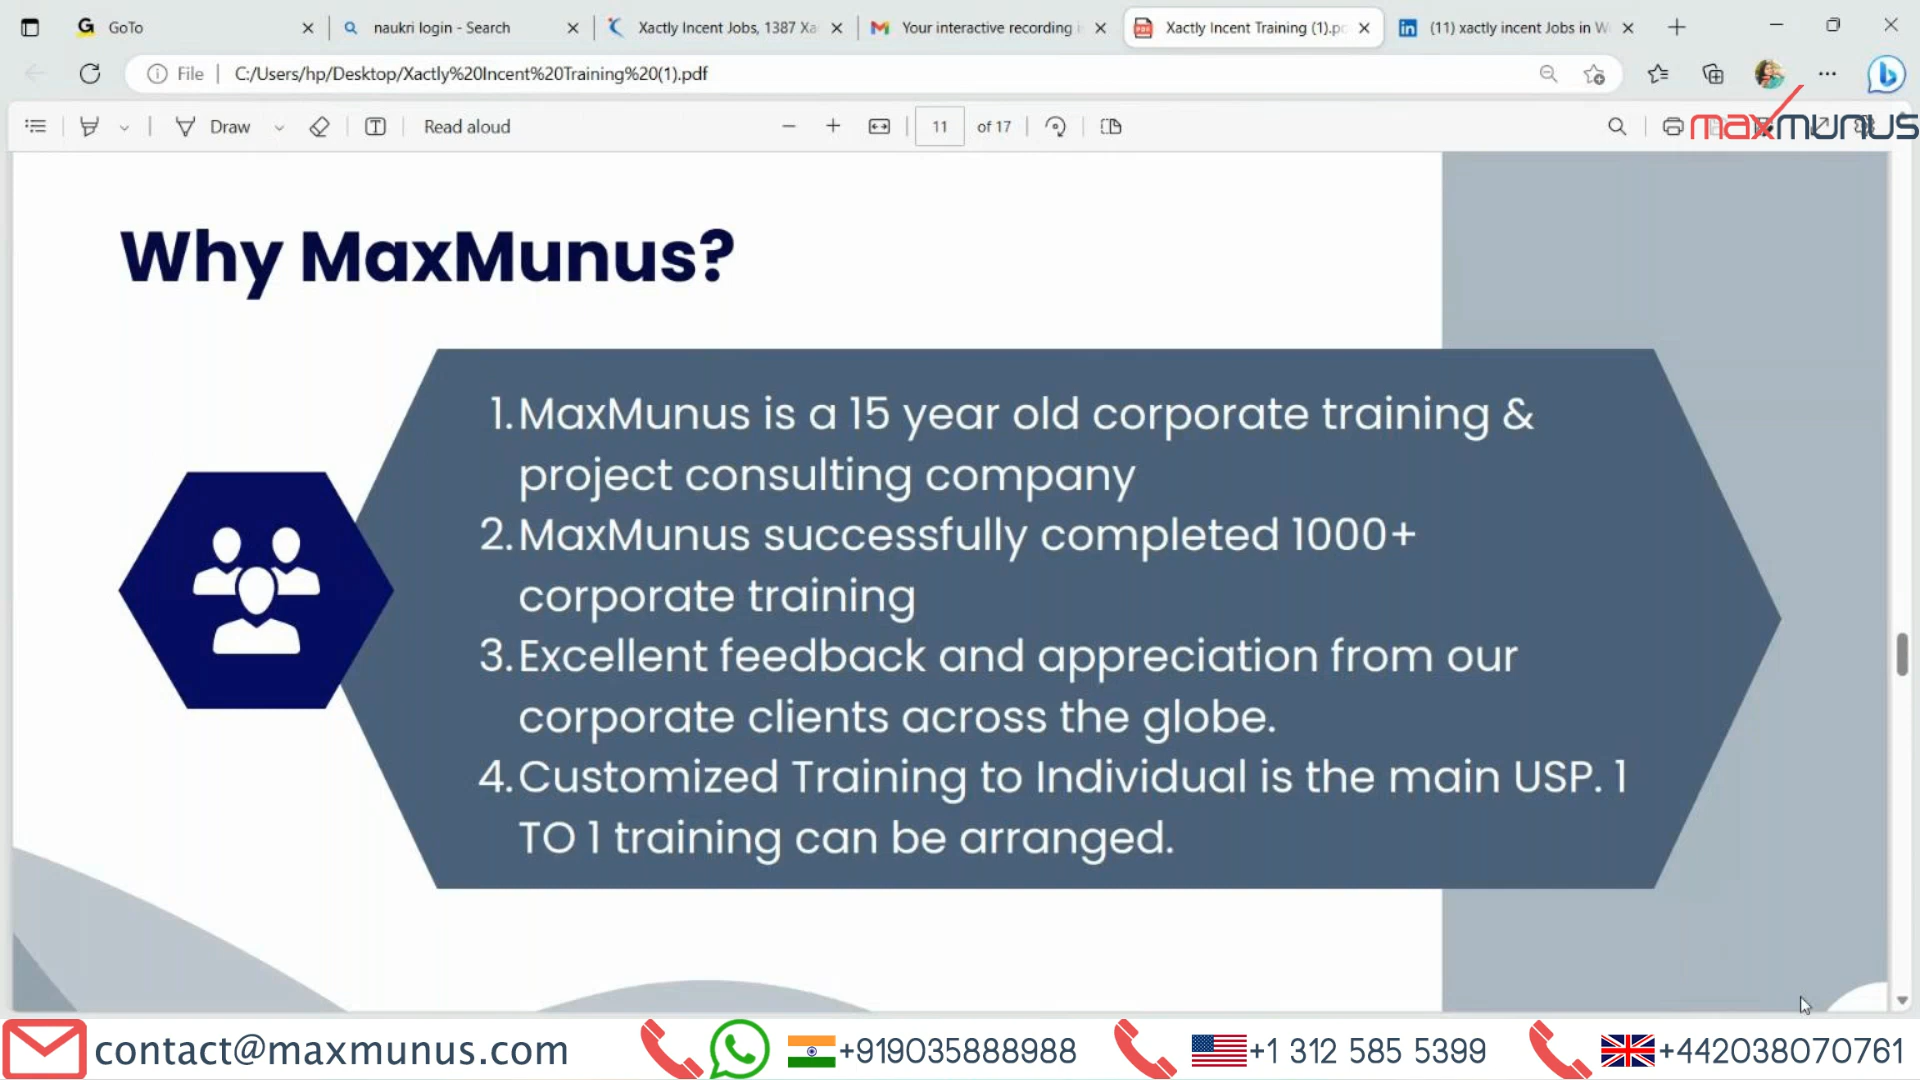 GoTo
naukri login - Search
Xactly Incent Jobs, 1387 Xa
Your interactive recording i
Xactly Incent Training (1).pd
(11) xactly incent Jobs in W
File
C:/Users/hp/Desktop/Xactly%20Incent%20Training%20(1).pdf
Draw
Read aloud
11 of 17
maxmunus
Why MaxMunus?
1.MaxMunus is a 15 year old corporate training &
project consulting company
2.MaxMunus successfully completed 1000+
corporate training
3.Excellent feedback and appreciation from our
corporate clients across the globe.
4.Customized Training to Individual is the main USP. 1
TO 1 training can be arranged.
contact@maxmunus.com +919035888988 +1 312 585 5399 +442038070761